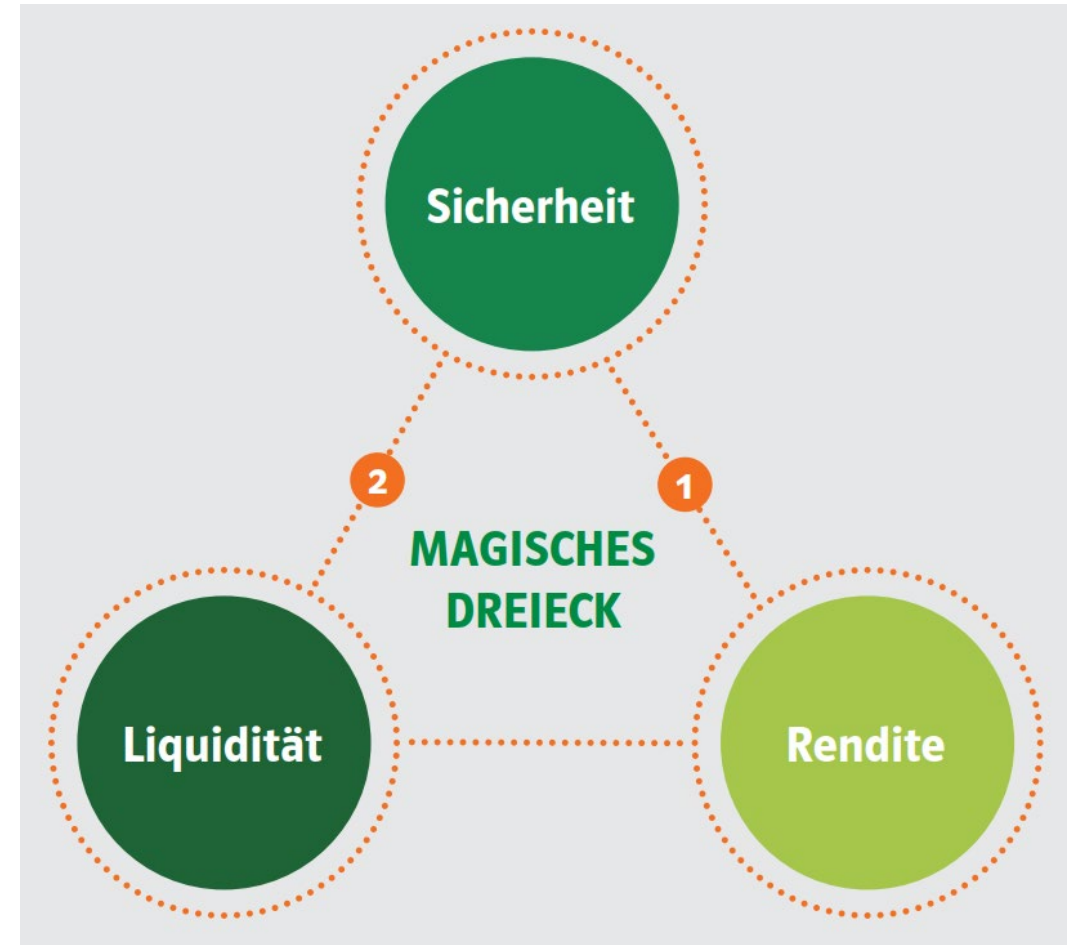 Sicherheit
2
1
MAGISCHES
DREIECK
Liquidität
Rendite